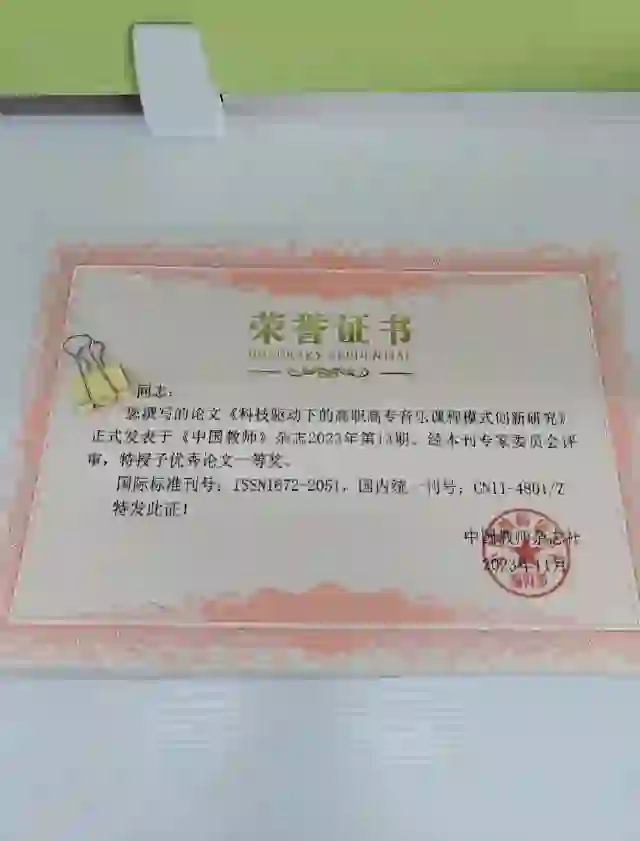 荣誉证书
同志:
您撰写的论文《科技驱动下的高职高专音乐课程模式创新研究》
正式发表于《中国教师》杂志2023年第13期、经本刊专家委员会评
审,特授予优秀论文一等奖。
国际标准刊号:ISSN1672-2051,国内统一刊号:CN11-4801/Z
特发此证!
中国教师杂志社
2023年11月